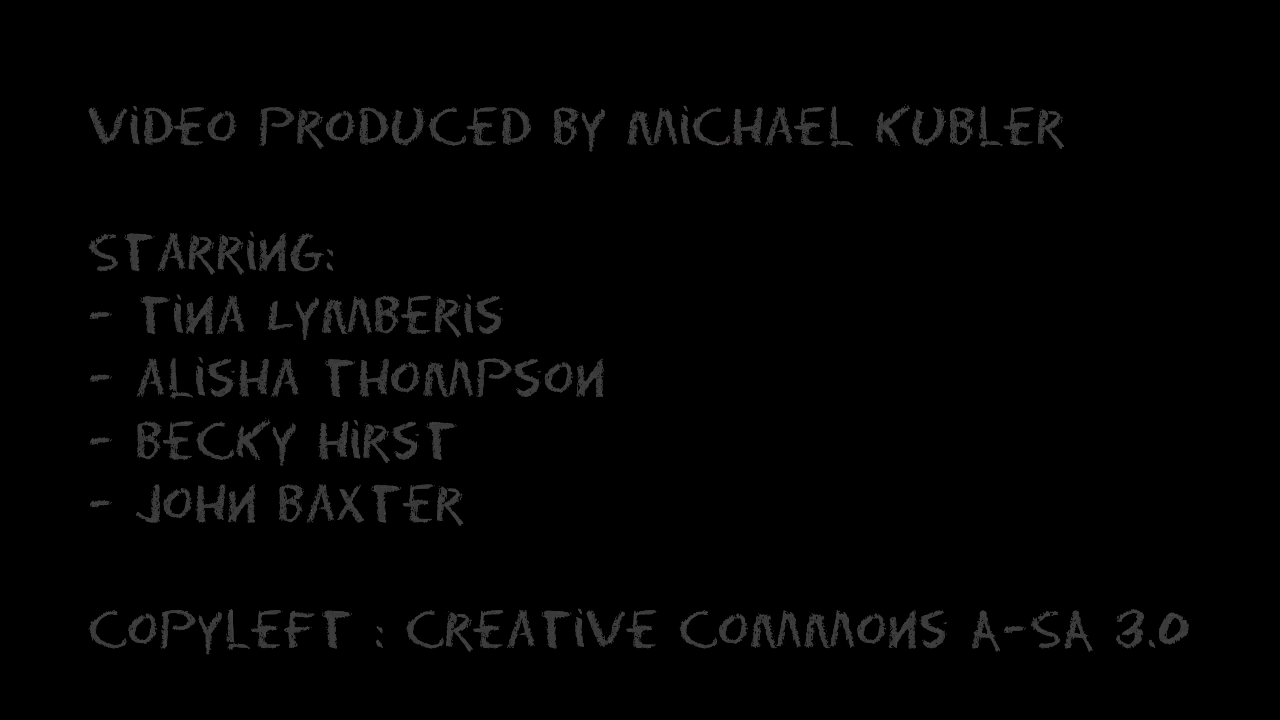 VIDEO PRODUCED BY MICHAEL KUBLER
STARRING:
- TINA LYMBERIS
- ALISHA THOMPSON
- BECKY HIRST
- JOHN BAXTER
COPYLEFT : CREATIVE COMMONS A-SA 3.0